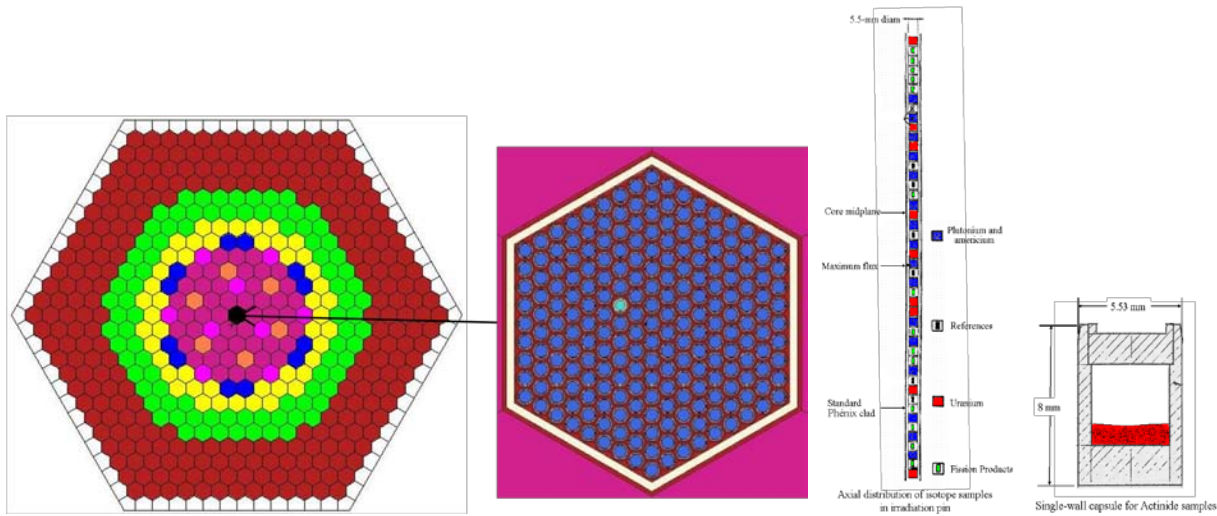 5.5-mm diam
Core midplane
Maximum flux
Standard
Phénix clad
Plutonium and
americium
References
Uranium
Fission Products
Axial distribution of isotope samples
in irradiation pin
5.53 mm
8 mm
Single-wall capsule for Actinide samples